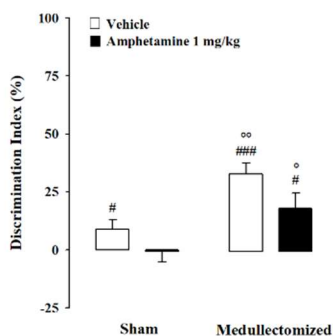 100
75
50
25
0
-25
Discrimination Index (%)
Vehicle
Amphetamine 1 mg/kg
#
°°
###
°
#
Sham
Medullectomized